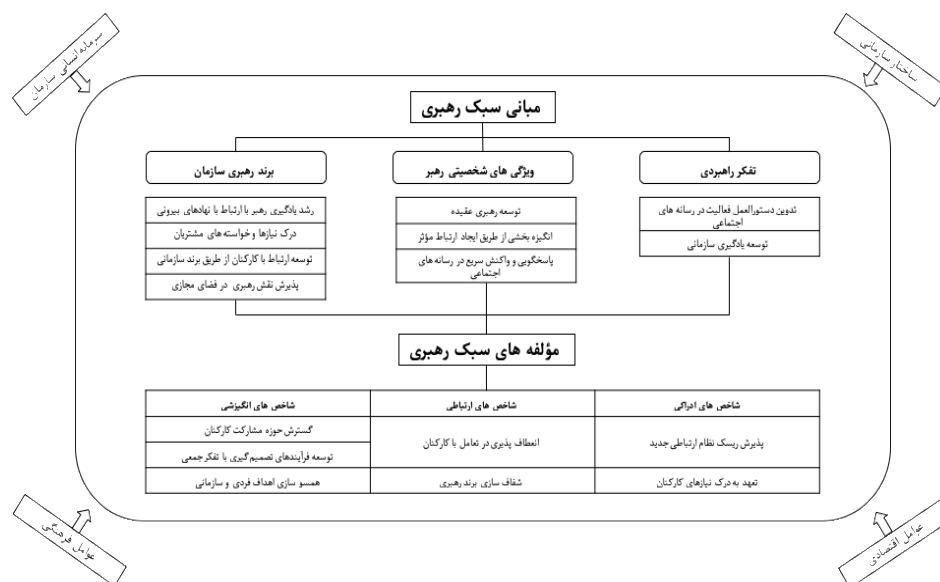 ساختار سازمانی
سرمایه انسانی سازمان
مبانی سبک رهبری
تفکر راهبردی
ویژگی های شخصیتی رهبر
برند رهبری سازمان
تدوین دستورالعمل فعالیت در رسانه های
اجتماعی
توسعه یادگیری سازمانی
توسعه رهبری عقیده
انگیزه بخشی از طریق ایجاد ارتباط مؤثر
پاسخگویی و واکنش سریع در رسانه های
اجتماعی
رشد یادگیری رهبر با ارتباط با نهادهای بیرونی
درک نیازها و خواسته های مشتریان
توسعه ارتباط با کارکنان از طریق برند سازمانی
پذیرش نقش رهبری در فضای مجازی
مؤلفه های سبک رهبری
شاخص های ادراکی
شاخص های ارتباطی
شاخص های انگیزشی
پذیرش ریسک نظام ارتباطی جدید
انعطاف پذیری در تعامل با کارکنان
گسترش حوزه مشارکت کارکنان
توسعه فرآیندهای تصمیم گیری با تفکر جمعی
تعهد به درک نیازهای کارکنان
شفاف سازی برند رهبری
همسو سازی اهداف فردی و سازمانی
عوامل اقتصادی
عوامل فرهنگی